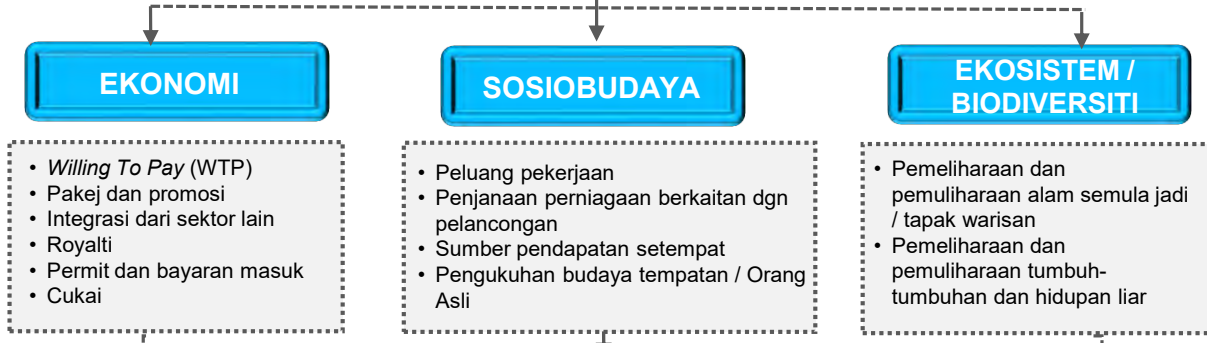 EKONOMI
• Willing To Pay (WTP)
• Pakej dan promosi
• Integrasi dari sektor lain
• Royalti
• Permit dan bayaran masuk
• Cukai
SOSIOBUDAYA
• Peluang pekerjaan
• Penjanaan perniagaan berkaitan dgn
pelancongan
• Sumber pendapatan setempat
• Pengukuhan budaya tempatan / Orang
Asli
EKOSISTEM /
BIODIVERSITI
• Pemeliharaan dan
pemuliharaan alam semula jadi
/ tapak warisan
• Pemeliharaan dan
pemuliharaan tumbuh-
tumbuhan dan hidupan liar